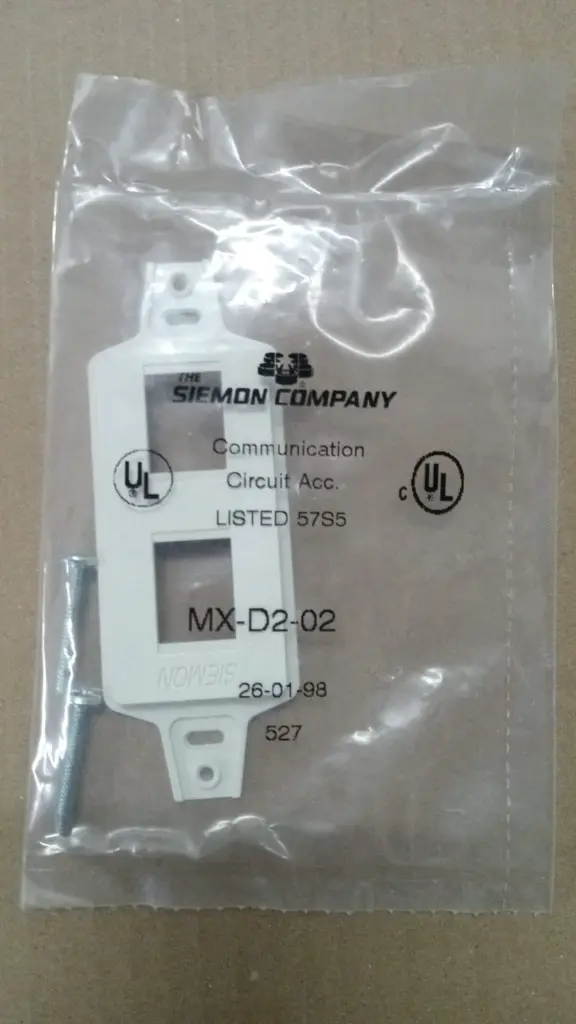 THE
SIEMON COMPANY
®
Communication
Circuit Acc.
LISTED 57S5
UL
®
C UL
®
MX-D2-02
SIEMON
26-01-98
527